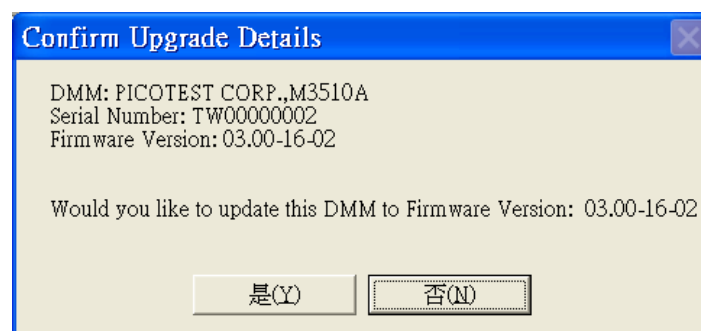 Confirm Upgrade Details
DMM: PICOTEST CORP.,M3510A
Serial Number: TW00000002
Firmware Version: 03.00-16-02
Would you like to update this DMM to Firmware Version: 03.00-16-02
是(Y) 否(N)